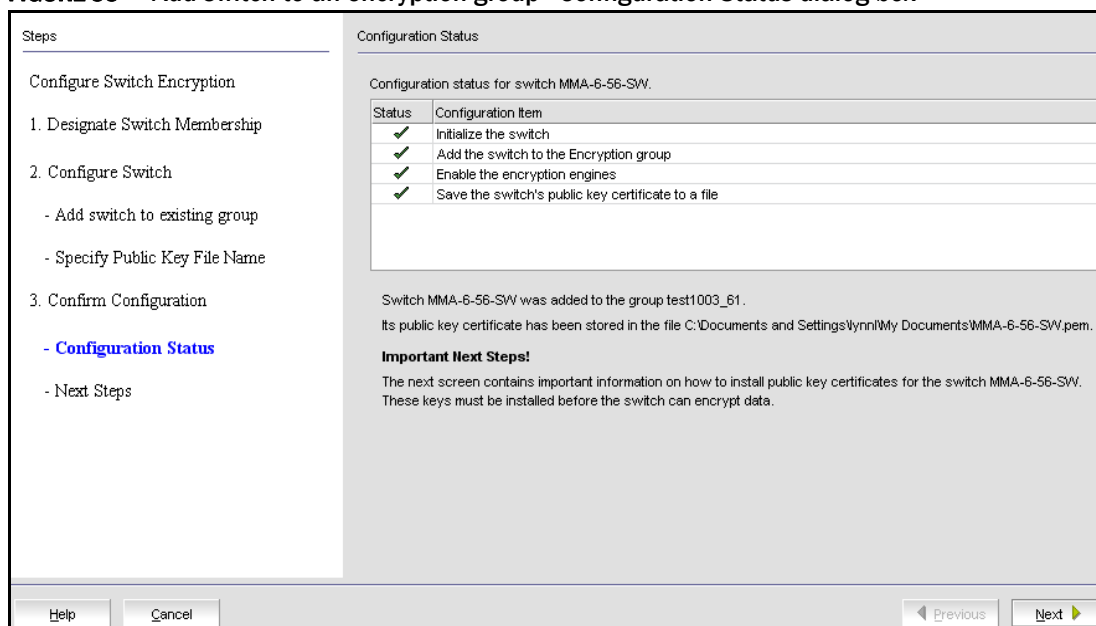 Add Switch to an encryption group - Configuration Status dialog box
Steps
Configure Switch Encryption
1. Designate Switch Membership
2. Configure Switch
- Add switch to existing group
- Specify Public Key File Name
3. Confirm Configuration
- Configuration Status
- Next Steps
Configuration Status
Configuration status for switch MMA-6-56-SW.
Status Configuration Item
Initialize the switch
Add the switch to the Encryption group
Enable the encryption engines
Save the switch's public key certificate to a file
Switch MMA-6-56-SW was added to the group test1003_61.
Its public key certificate has been stored in the file C:\Documents and Settings\lynnl\My Documents\MMA-6-56-SW.pem.
Important Next Steps!
The next screen contains important information on how to install public key certificates for the switch MMA-6-56-SW.
These keys must be installed before the switch can encrypt data.
Help Cancel Previous Next